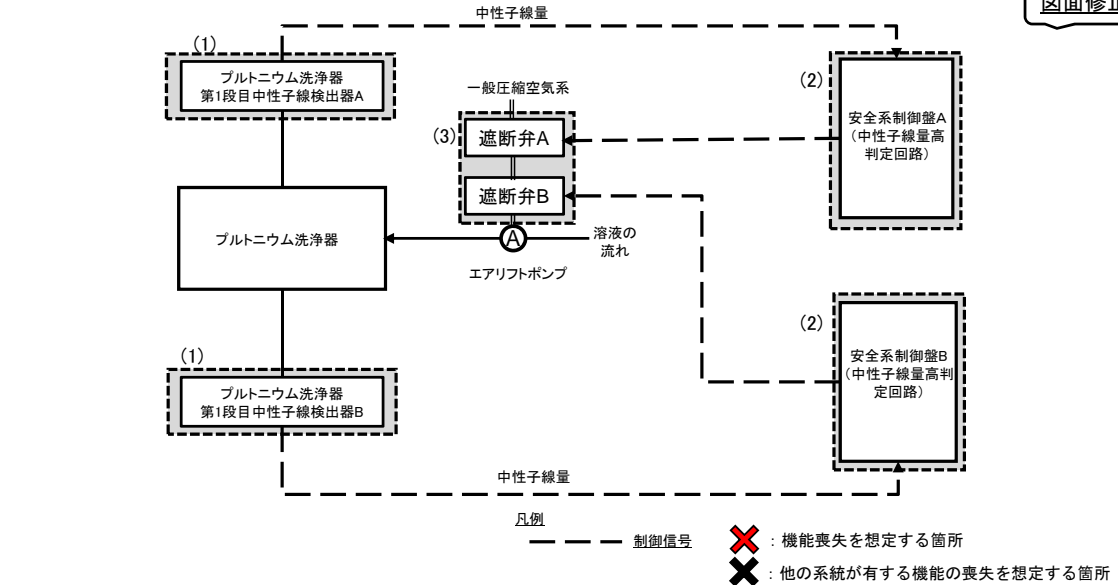 図面修正
中性子線量
(1)
プルトニウム洗浄器
第1段目中性子線検出器A
一般圧縮空気系
(3)
遮断弁A
遮断弁B
(2)
安全系制御盤A
(中性子線量高
判定回路)
プルトニウム洗浄器
A
溶液の
流れ
エアリフトポンプ
(2)
安全系制御盤B
(中性子線量高判
定回路)
(1)
プルトニウム洗浄器
第1段目中性子線検出器B
中性子線量
凡例
制御信号
:機能喪失を想定する箇所
:他の系統が有する機能の喪失を想定する箇所